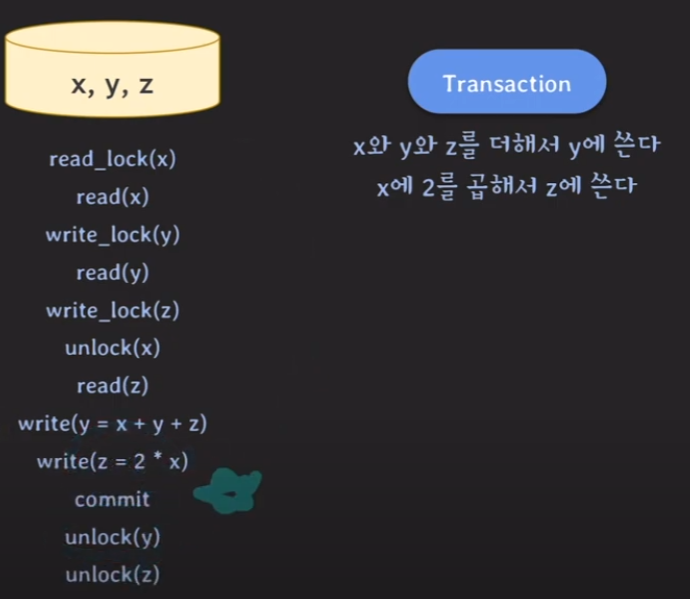 x, y, z
read_lock(x)
read(x)
write_lock(y)
read(y)
write_lock(z)
unlock(x)
read(z)
write(y = x + y + z)
write(z = 2 * x)
commit
unlock(y)
unlock(z)
Transaction
x와 y와 z를 더해서 y에 쓴다
x에 2를 곱해서 z에 쓴다